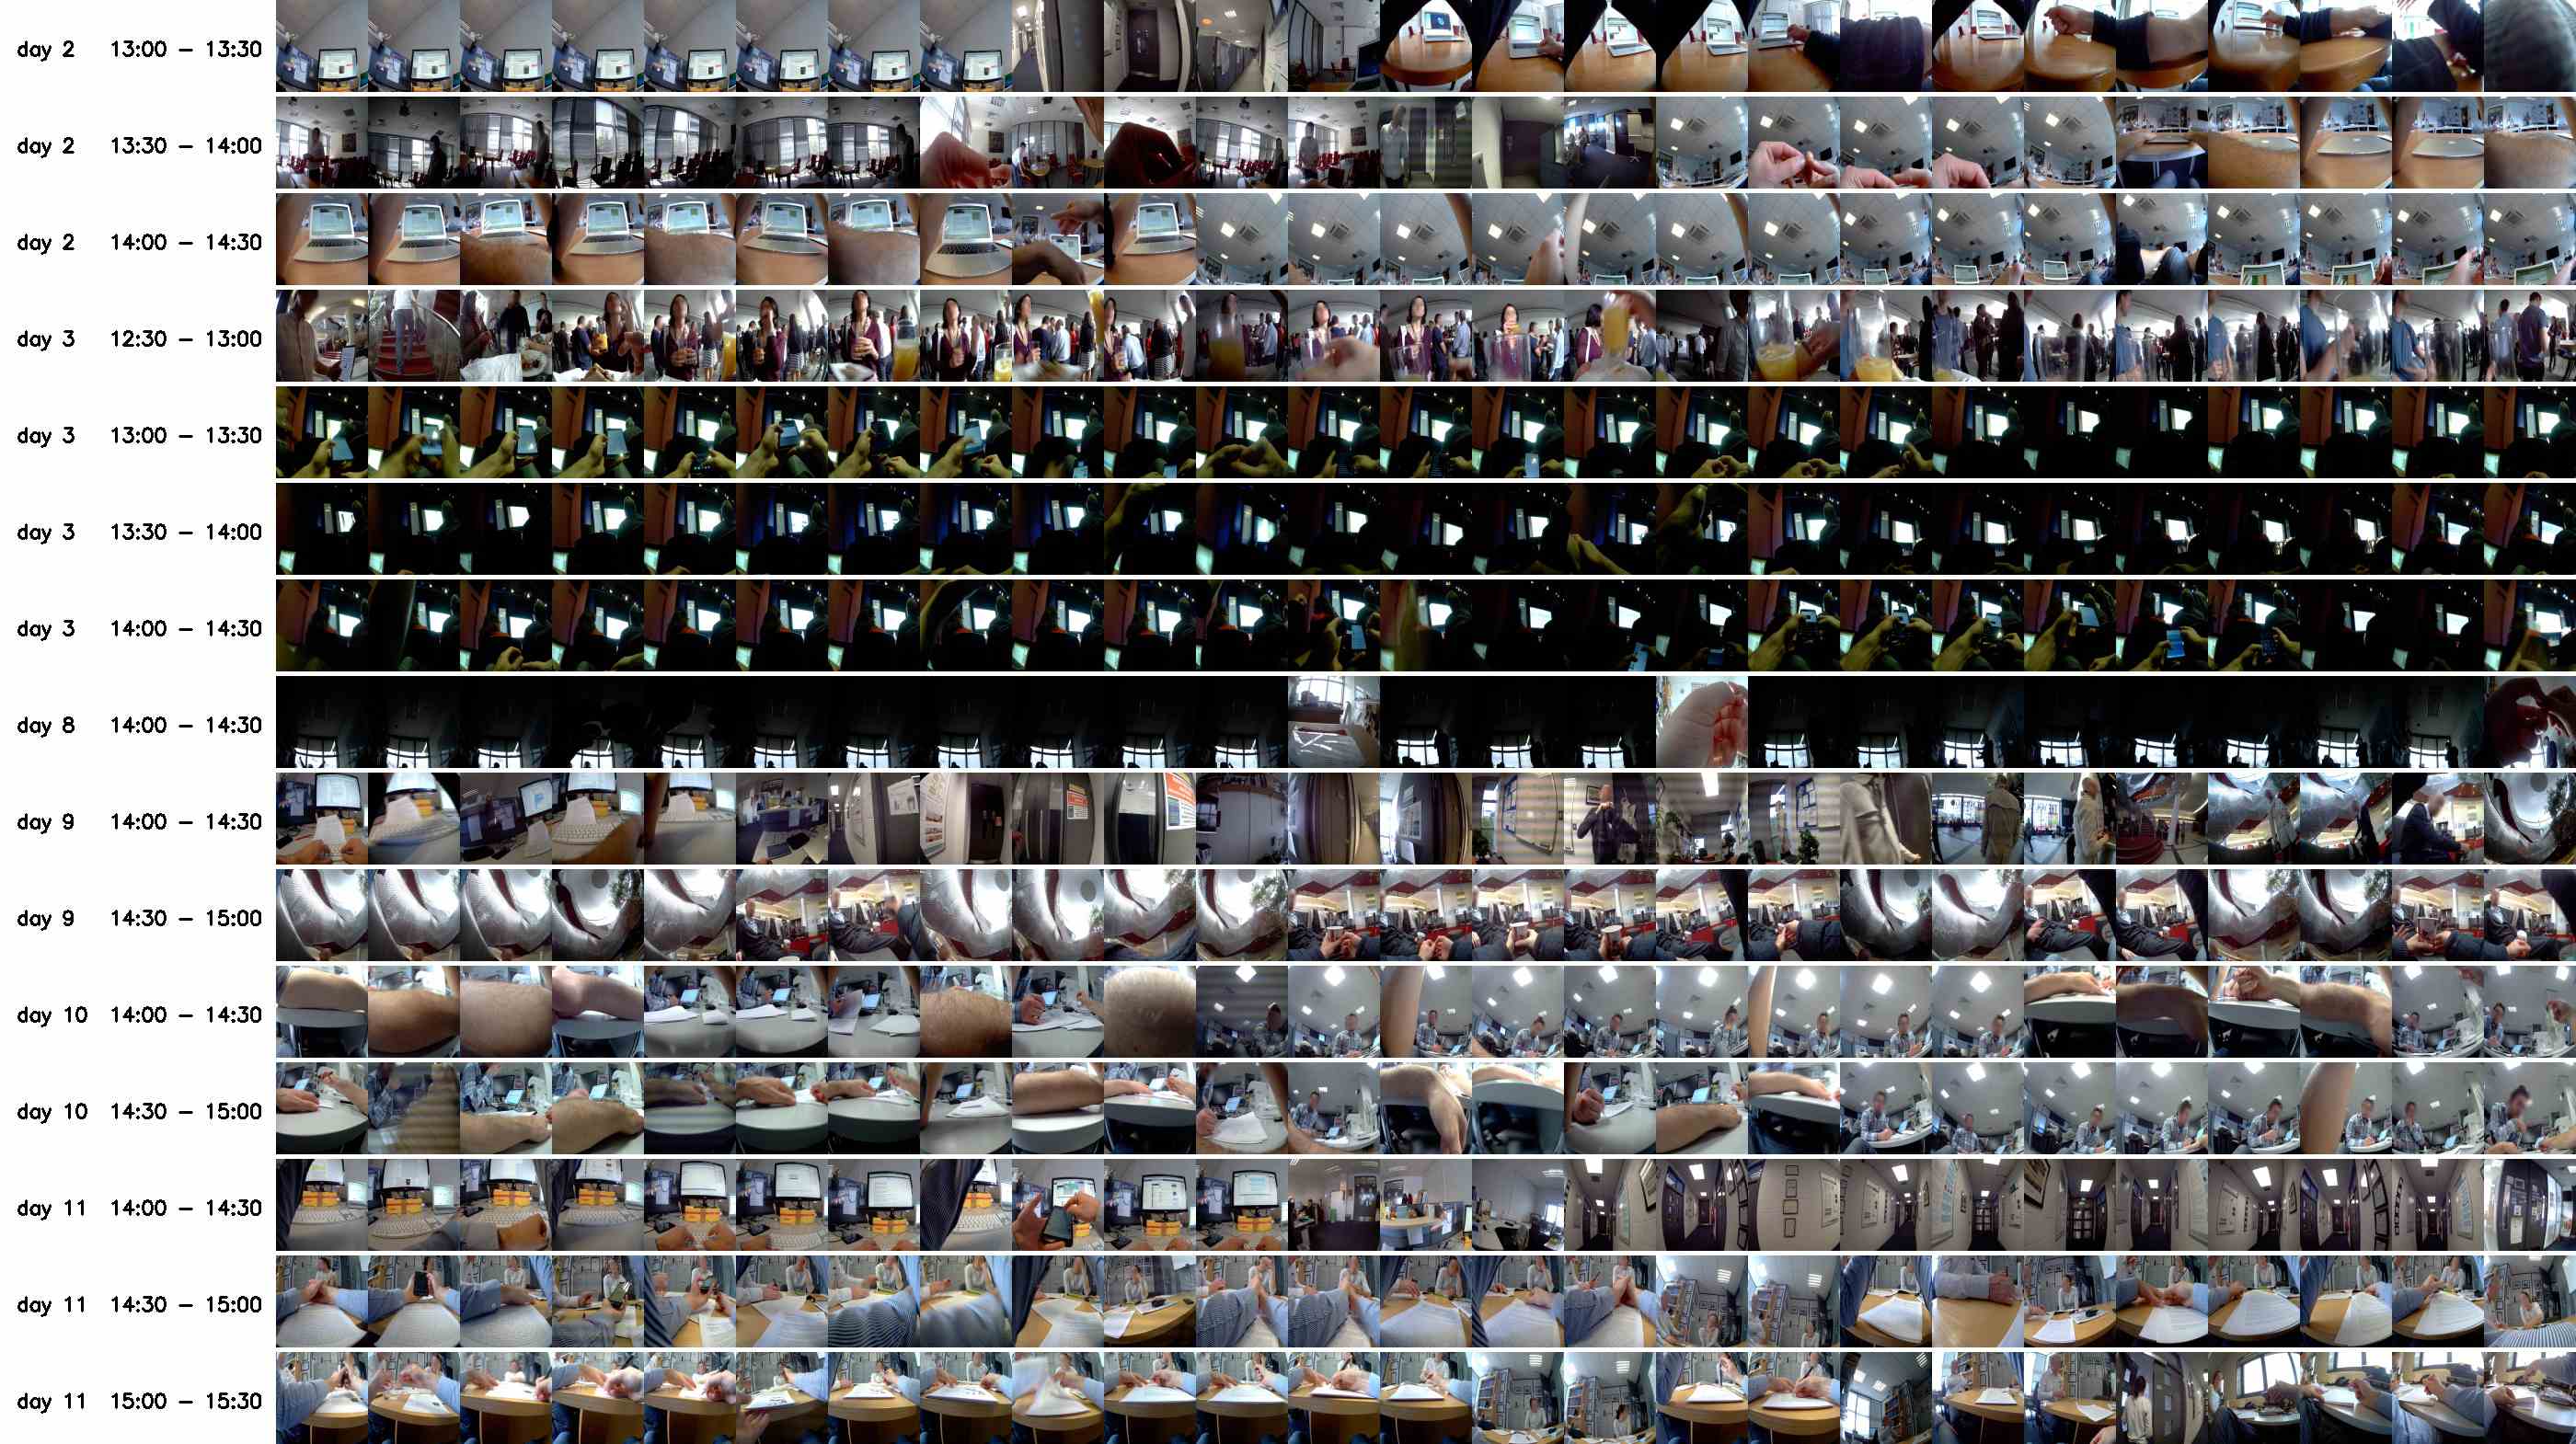 day 2 13:00 – 13:30
day 2 13:30 – 14:00
day 2 14:00 – 14:30
day 3 12:30 – 13:00
day 3 13:00 – 13:30
day 3 13:30 – 14:00
day 3 14:00 – 14:30
day 8 14:00 – 14:30
day 9 14:00 – 14:30
day 9 14:30 – 15:00
day 10 14:00 – 14:30
day 10 14:30 – 15:00
day 11 14:00 – 14:30
day 11 14:30 – 15:00
day 11 15:00 – 15:30